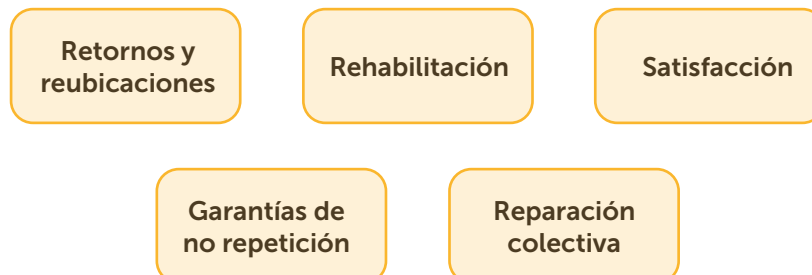 Retornos y
reubicaciones
Rehabilitación
Satisfacción
Garantías de
no repetición
Reparación
colectiva